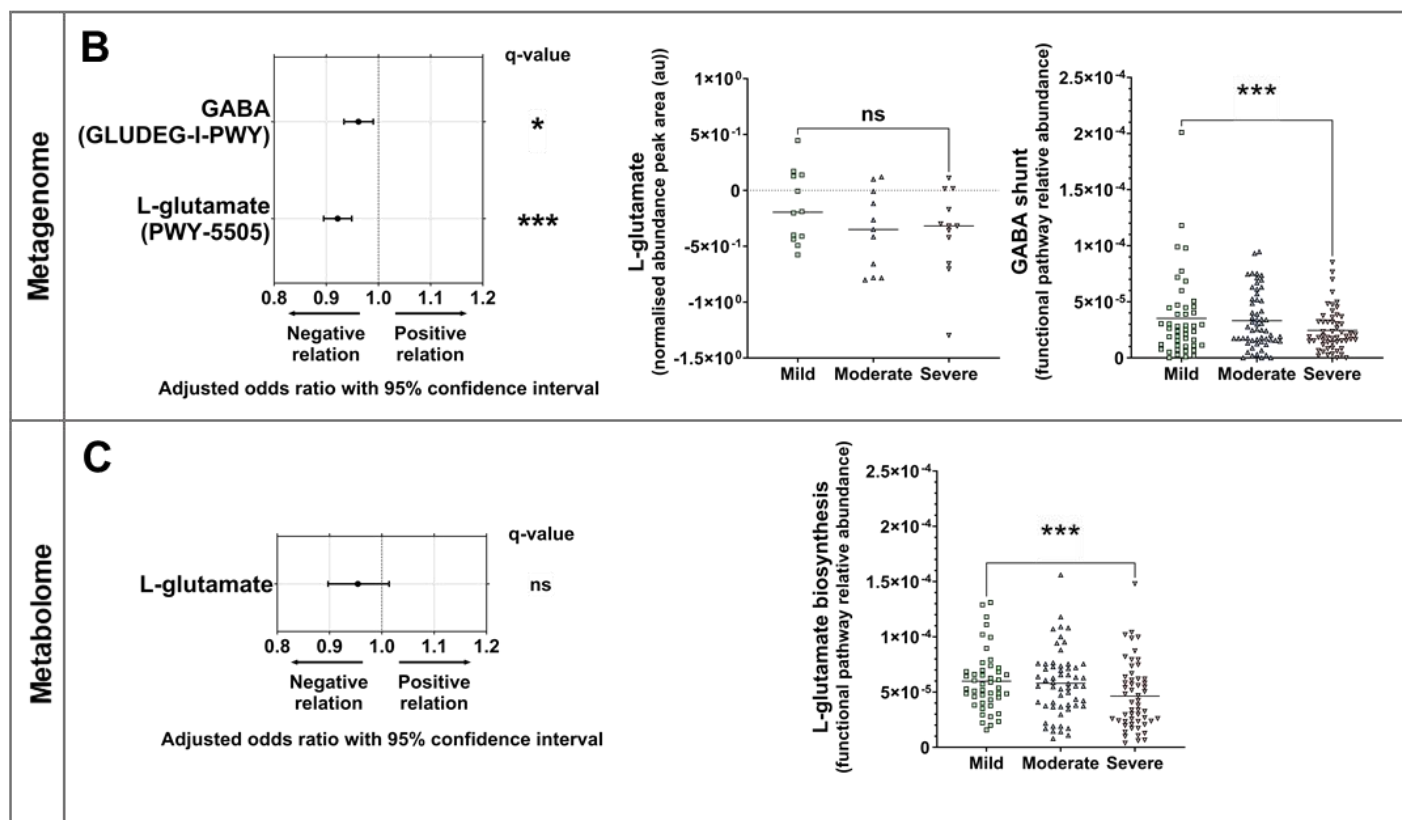 Metagenome
B
q-value
GABA
(GLUDEG-I-PWY)
*
L-glutamate
(PWY-5505)
***
0.8 0.9 1.0 1.1 1.2
Negative relation
Positive relation
Adjusted odds ratio with 95% confidence interval
L-glutamate
(normalised abundance peak area (au))
1×10⁰
5×10⁻¹
0
-5×10⁻¹
-1×10⁰
-1.5×10⁰
ns
Mild Moderate Severe
GABA shunt
(functional pathway relative abundance)
2.5×10⁻⁴
2×10⁻⁴
1.5×10⁻⁴
1×10⁻⁴
5×10⁻⁵
0
***
Mild Moderate Severe
Metabolome
C
q-value
L-glutamate
ns
0.8 0.9 1.0 1.1 1.2
Negative relation
Positive relation
Adjusted odds ratio with 95% confidence interval
L-glutamate biosynthesis
(functional pathway relative abundance)
2.5×10⁻⁴
2×10⁻⁴
1.5×10⁻⁴
1×10⁻⁴
5×10⁻⁵
0
***
Mild Moderate Severe